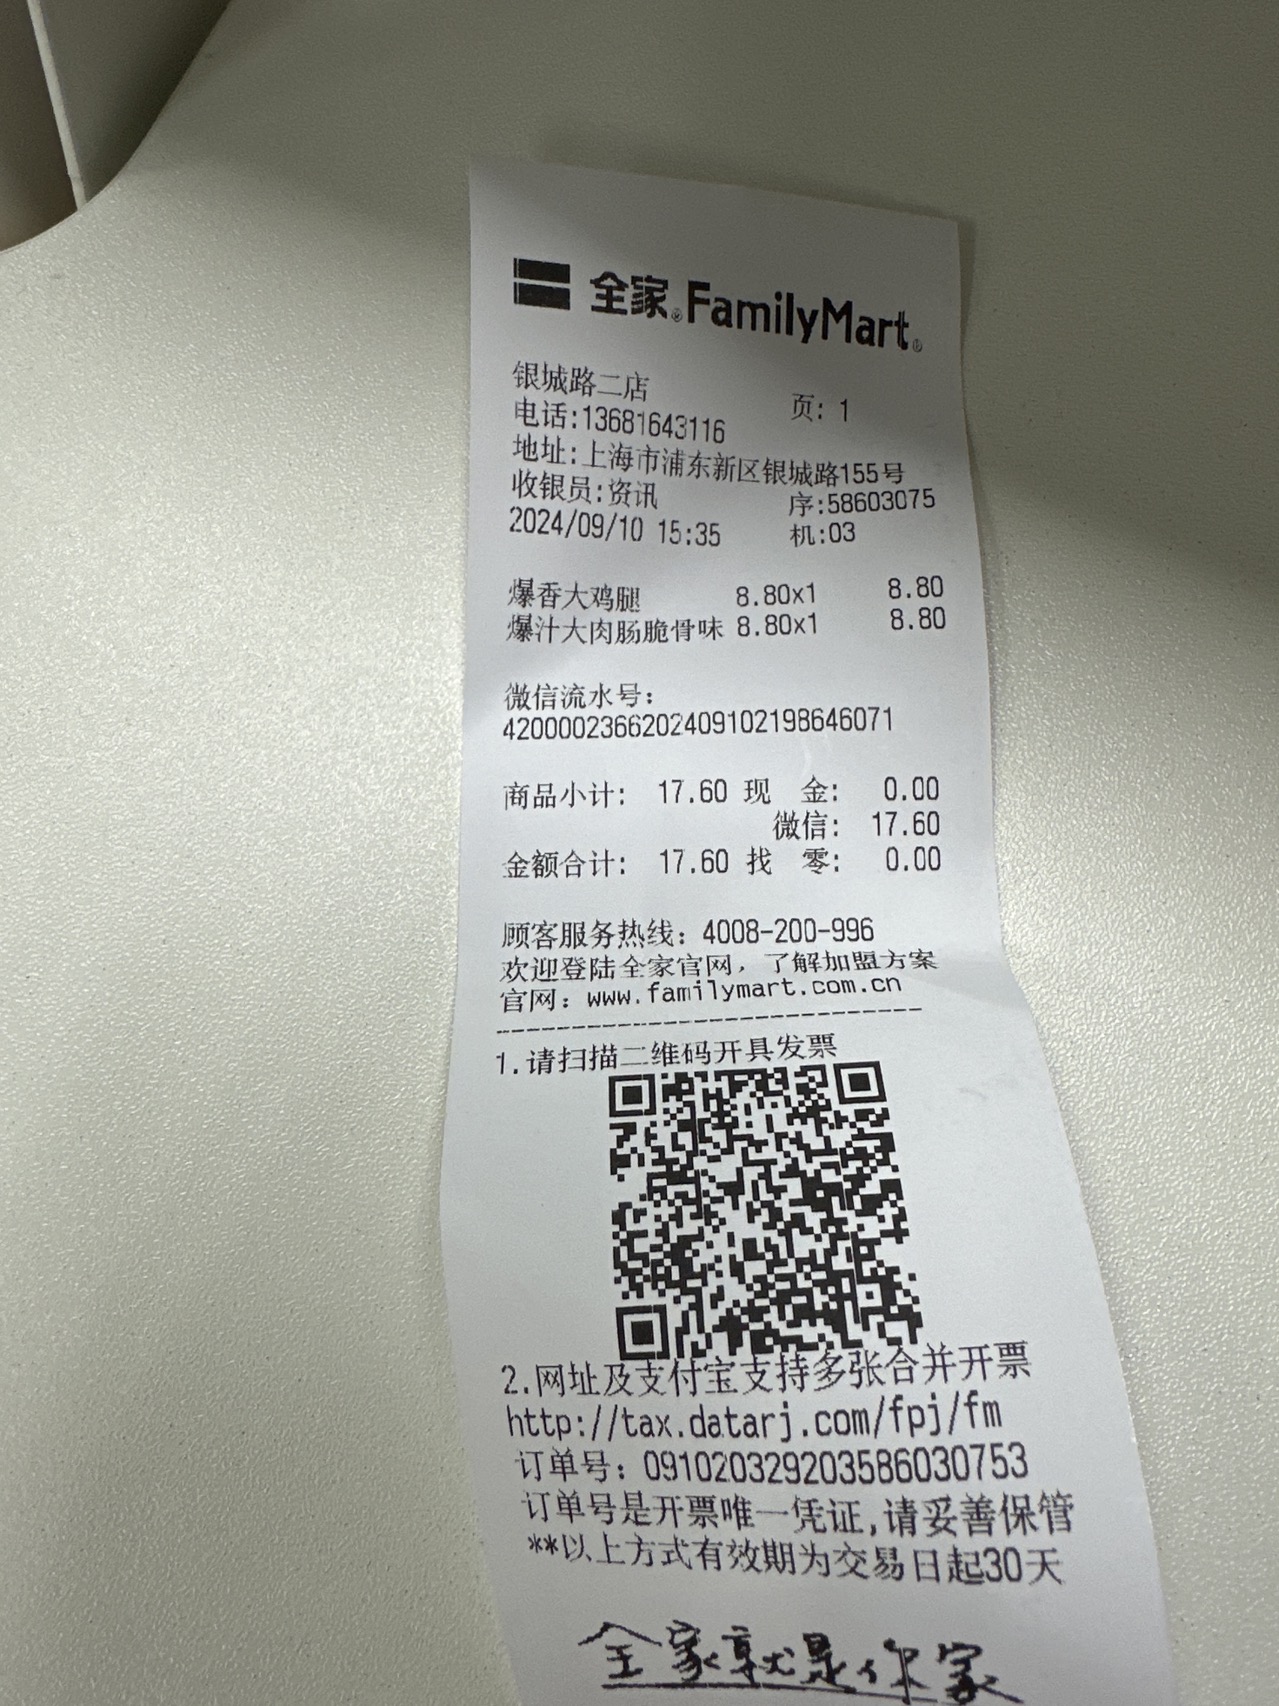 全家®FamilyMart®
银城路二店
电话:13681643116 页: 1
地址:上海市浦东新区银城路155号
收银员:资讯 序:58603075
2024/09/10 15:35 机:03
爆香大鸡腿 8.80x1 8.80
爆汁大肉肠脆骨味 8.80x1 8.80
微信流水号:
4200002366202409102198646071
商品小计: 17.60 现 金: 0.00
微信: 17.60
金额合计: 17.60 找 零: 0.00
顾客服务热线: 4008-200-996
欢迎登陆全家官网, 了解加盟方案
官网: www.familymart.com.cn
------------------------------
1.请扫描二维码开具发票
2.网址及支付宝支持多张合并开票
http://tax.datarj.com/fpj/fm
订单号: 091020329203586030753
订单号是开票唯一凭证,请妥善保管
**以上方式有效期为交易日起30天
全家就是你家